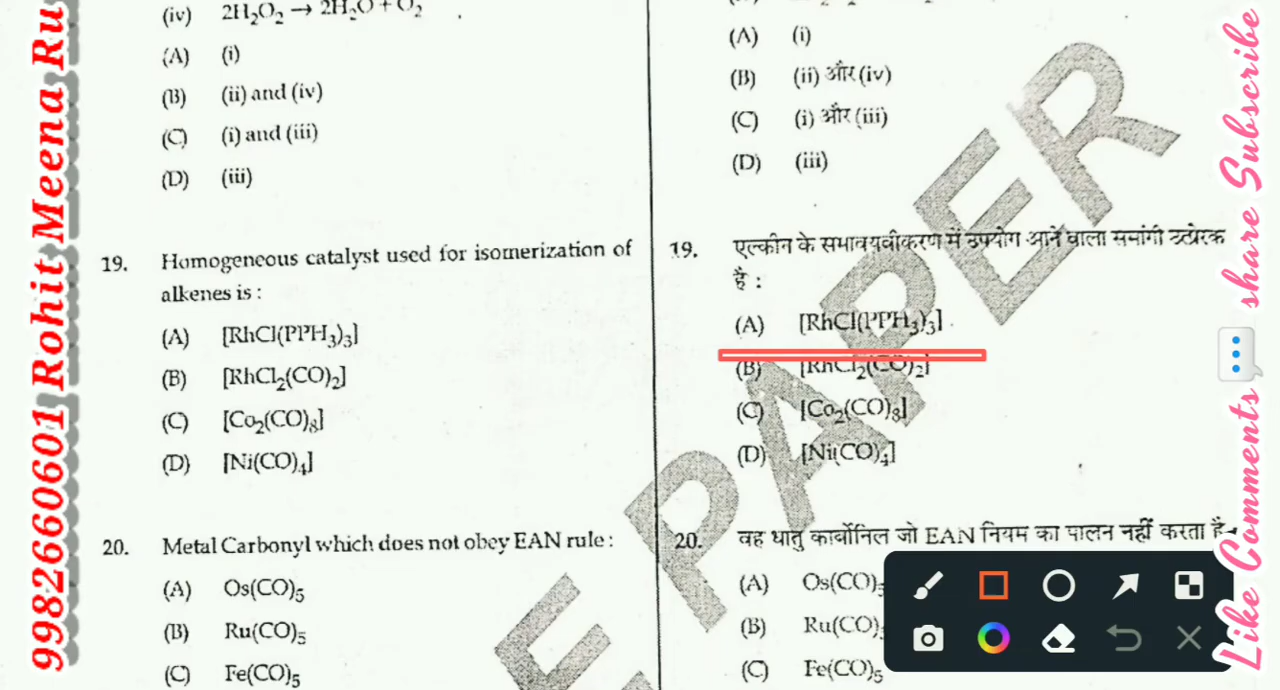 9982660601 Rohit Meena Ru
(iv) 2H₂O₂ → 2H₂O + O₂
(A) (i)
(B) (ii) and (iv)
(C) (i) and (iii)
(D) (iii)
19. Homogeneous catalyst used for isomerization of
alkenes is :
(A) [RhCl(PPH₃)₃]
(B) [RhCl₂(CO)₂]
(C) [Co₂(CO)₈]
(D) [Ni(CO)₄]
20. Metal Carbonyl which does not obey EAN rule :
(A) Os(CO)₅
(B) Ru(CO)₅
(C) Fe(CO)₅
(A) (i)
(B) (ii) और (iv)
(C) (i) और (iii)
(D) (iii)
19. एल्कीन के समावयवीकरण में उपयोग आने वाला समांगी उत्प्रेरक
है :
(A) [RhCl(PPH₃)₃]
(B) [RhCl₂(CO)₂]
(C) [Co₂(CO)₈]
(D) [Ni(CO)₄]
20. वह धातु कार्बोनिल जो EAN नियम का पालन नहीं करता है
(A) Os(CO)₅
(B) Ru(CO)
(C) Fe(CO)₅
E PAPER
Like Comments, share Subscribe